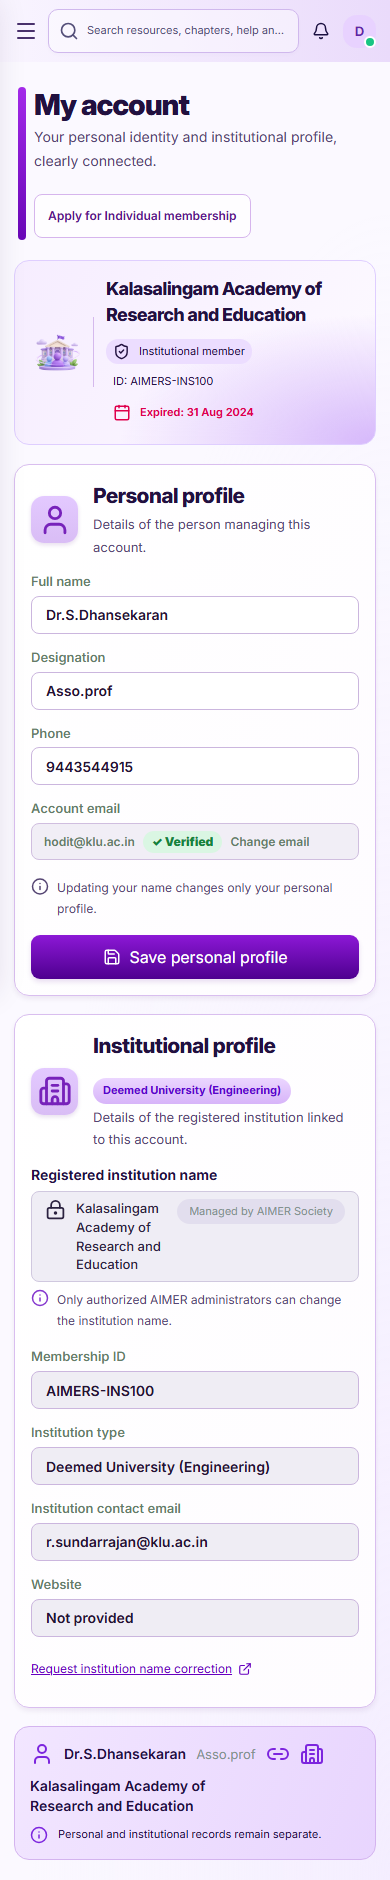 Search resources, chapters, help an...
D
My account
Your personal identity and institutional profile,
clearly connected.
Apply for Individual membership
Kalasalingam Academy of
Research and Education
Institutional member
ID: AIMERS-INS100
Expired: 31 Aug 2024
Personal profile
Details of the person managing this
account.
Full name
Dr.S.Dhansekaran
Designation
Asso.prof
Phone
9443544915
Account email
hodit@klu.ac.in ✓ Verified Change email
Updating your name changes only your personal
profile.
Save personal profile
Institutional profile
Deemed University (Engineering)
Details of the registered institution linked
to this account.
Registered institution name
Kalasalingam
Academy of
Research and
Education
Managed by AIMER Society
Only authorized AIMER administrators can change
the institution name.
Membership ID
AIMERS-INS100
Institution type
Deemed University (Engineering)
Institution contact email
r.sundarrajan@klu.ac.in
Website
Not provided
Request institution name correction
Dr.S.Dhansekaran Asso.prof
Kalasalingam Academy of
Research and Education
Personal and institutional records remain separate.